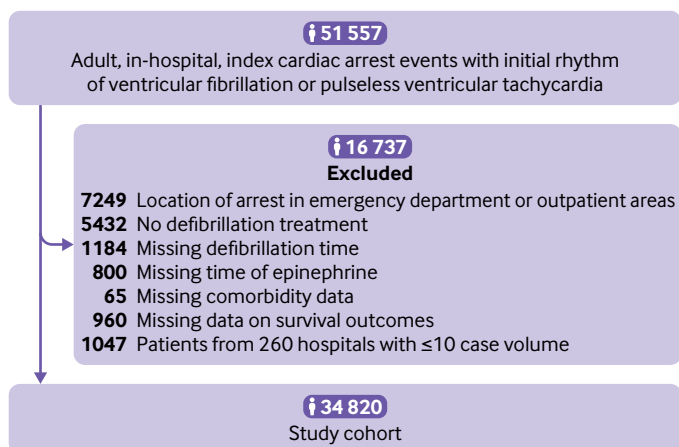 51 557
Adult, in-hospital, index cardiac arrest events with initial rhythm
of ventricular fibrillation or pulseless ventricular tachycardia
16 737
Excluded
7249 Location of arrest in emergency department or outpatient areas
5432 No defibrillation treatment
1184 Missing defibrillation time
800 Missing time of epinephrine
65 Missing comorbidity data
960 Missing data on survival outcomes
1047 Patients from 260 hospitals with ≤10 case volume
34 820
Study cohort